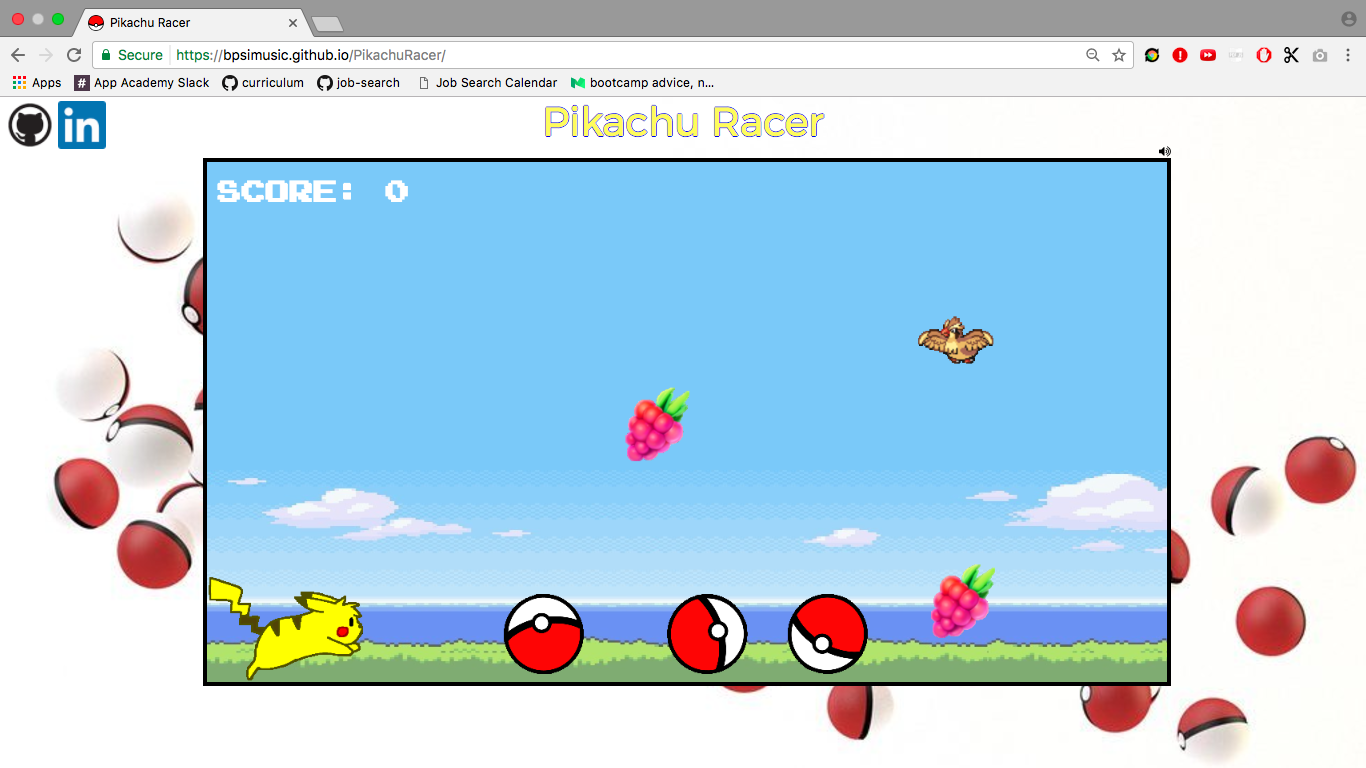 Pikachu Racer
Secure https://bpsimusic.github.io/PikachuRacer/
Apps # App Academy Slack curriculum job-search Job Search Calendar bootcamp advice, n...
in
Pikachu Racer
SCORE: 0